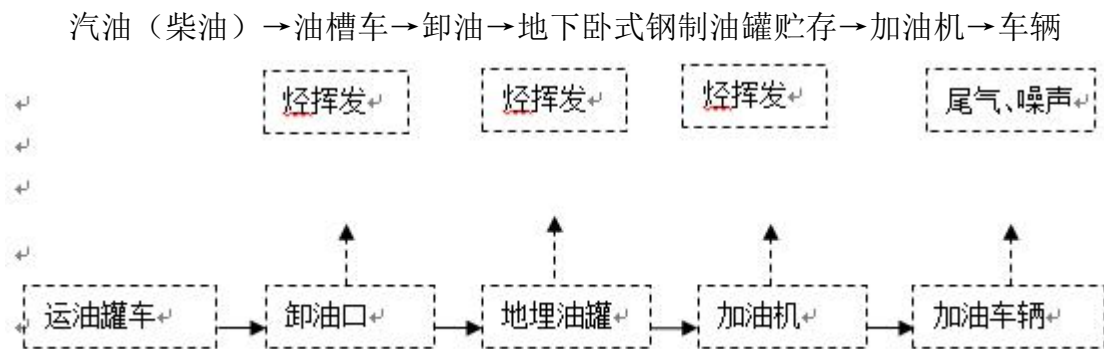 汽油（柴油）→油槽车→卸油→地下卧式钢制油罐贮存→加油机→车辆
烃挥发 烃挥发 烃挥发 尾气、噪声
运油罐车 卸油口 地埋油罐 加油机 加油车辆